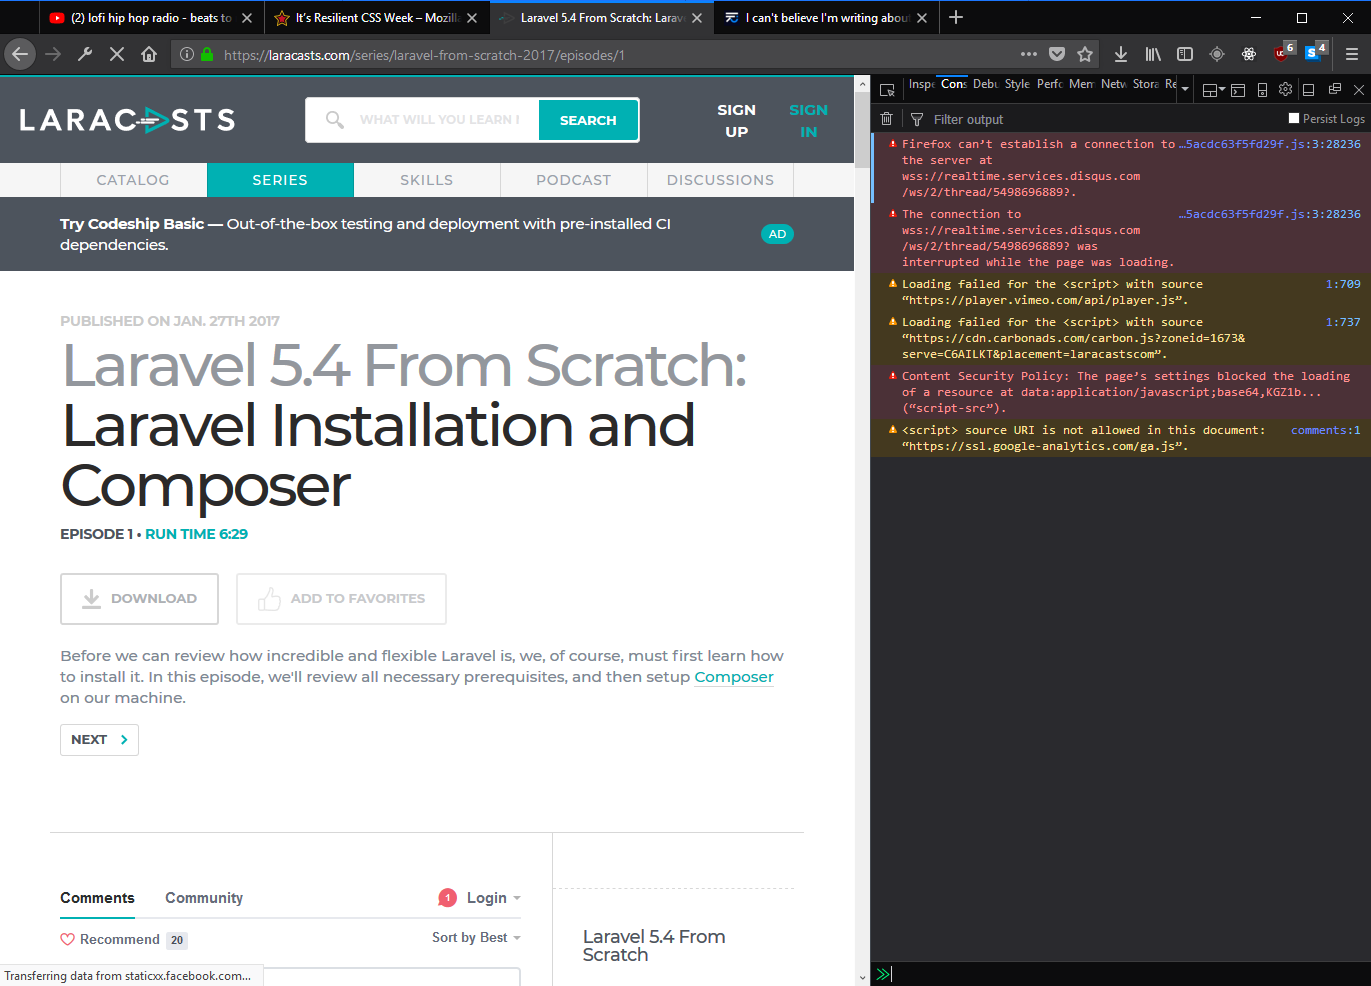 (2) lofi hip hop radio - beats to
It's Resilient CSS Week – Mozill
Laravel 5.4 From Scratch: Larav
I can't believe I'm writing about
https://laracasts.com/series/laravel-from-scratch-2017/episodes/1
6
4
LARACASTS
WHAT WILL YOU LEARN
SEARCH
SIGN UP
SIGN IN
CATALOG
SERIES
SKILLS
PODCAST
DISCUSSIONS
Try Codeship Basic — Out-of-the-box testing and deployment with pre-installed CI
dependencies.
AD
PUBLISHED ON JAN. 27TH 2017
Laravel 5.4 From Scratch:
Laravel Installation and
Composer
EPISODE 1 • RUN TIME 6:29
DOWNLOAD
ADD TO FAVORITES
Before we can review how incredible and flexible Laravel is, we, of course, must first learn how
to install it. In this episode, we'll review all necessary prerequisites, and then setup Composer
on our machine.
NEXT
Comments
Community
1
Login
Recommend 20
Sort by Best
Laravel 5.4 From
Scratch
Transferring data from staticxx.facebook.com...
Inspe
Cons
Debu
Style
Perfo
Mem
Netw
Stora
Re
Filter output
Persist Logs
Firefox can’t establish a connection to …5acdc63f5fd29f.js:3:28236
the server at
wss://realtime.services.disqus.com
/ws/2/thread/5498696889?.
The connection to …5acdc63f5fd29f.js:3:28236
wss://realtime.services.disqus.com
/ws/2/thread/5498696889? was
interrupted while the page was loading.
Loading failed for the <script> with source 1:709
“https://player.vimeo.com/api/player.js”.
Loading failed for the <script> with source 1:737
“https://cdn.carbonads.com/carbon.js?zoneid=1673&
serve=C6AILKT&placement=laracastscom”.
Content Security Policy: The page’s settings blocked the loading
of a resource at data:application/javascript;base64,KGZ1b...
(“script-src”).
<script> source URI is not allowed in this document: comments:1
“https://ssl.google-analytics.com/ga.js”.